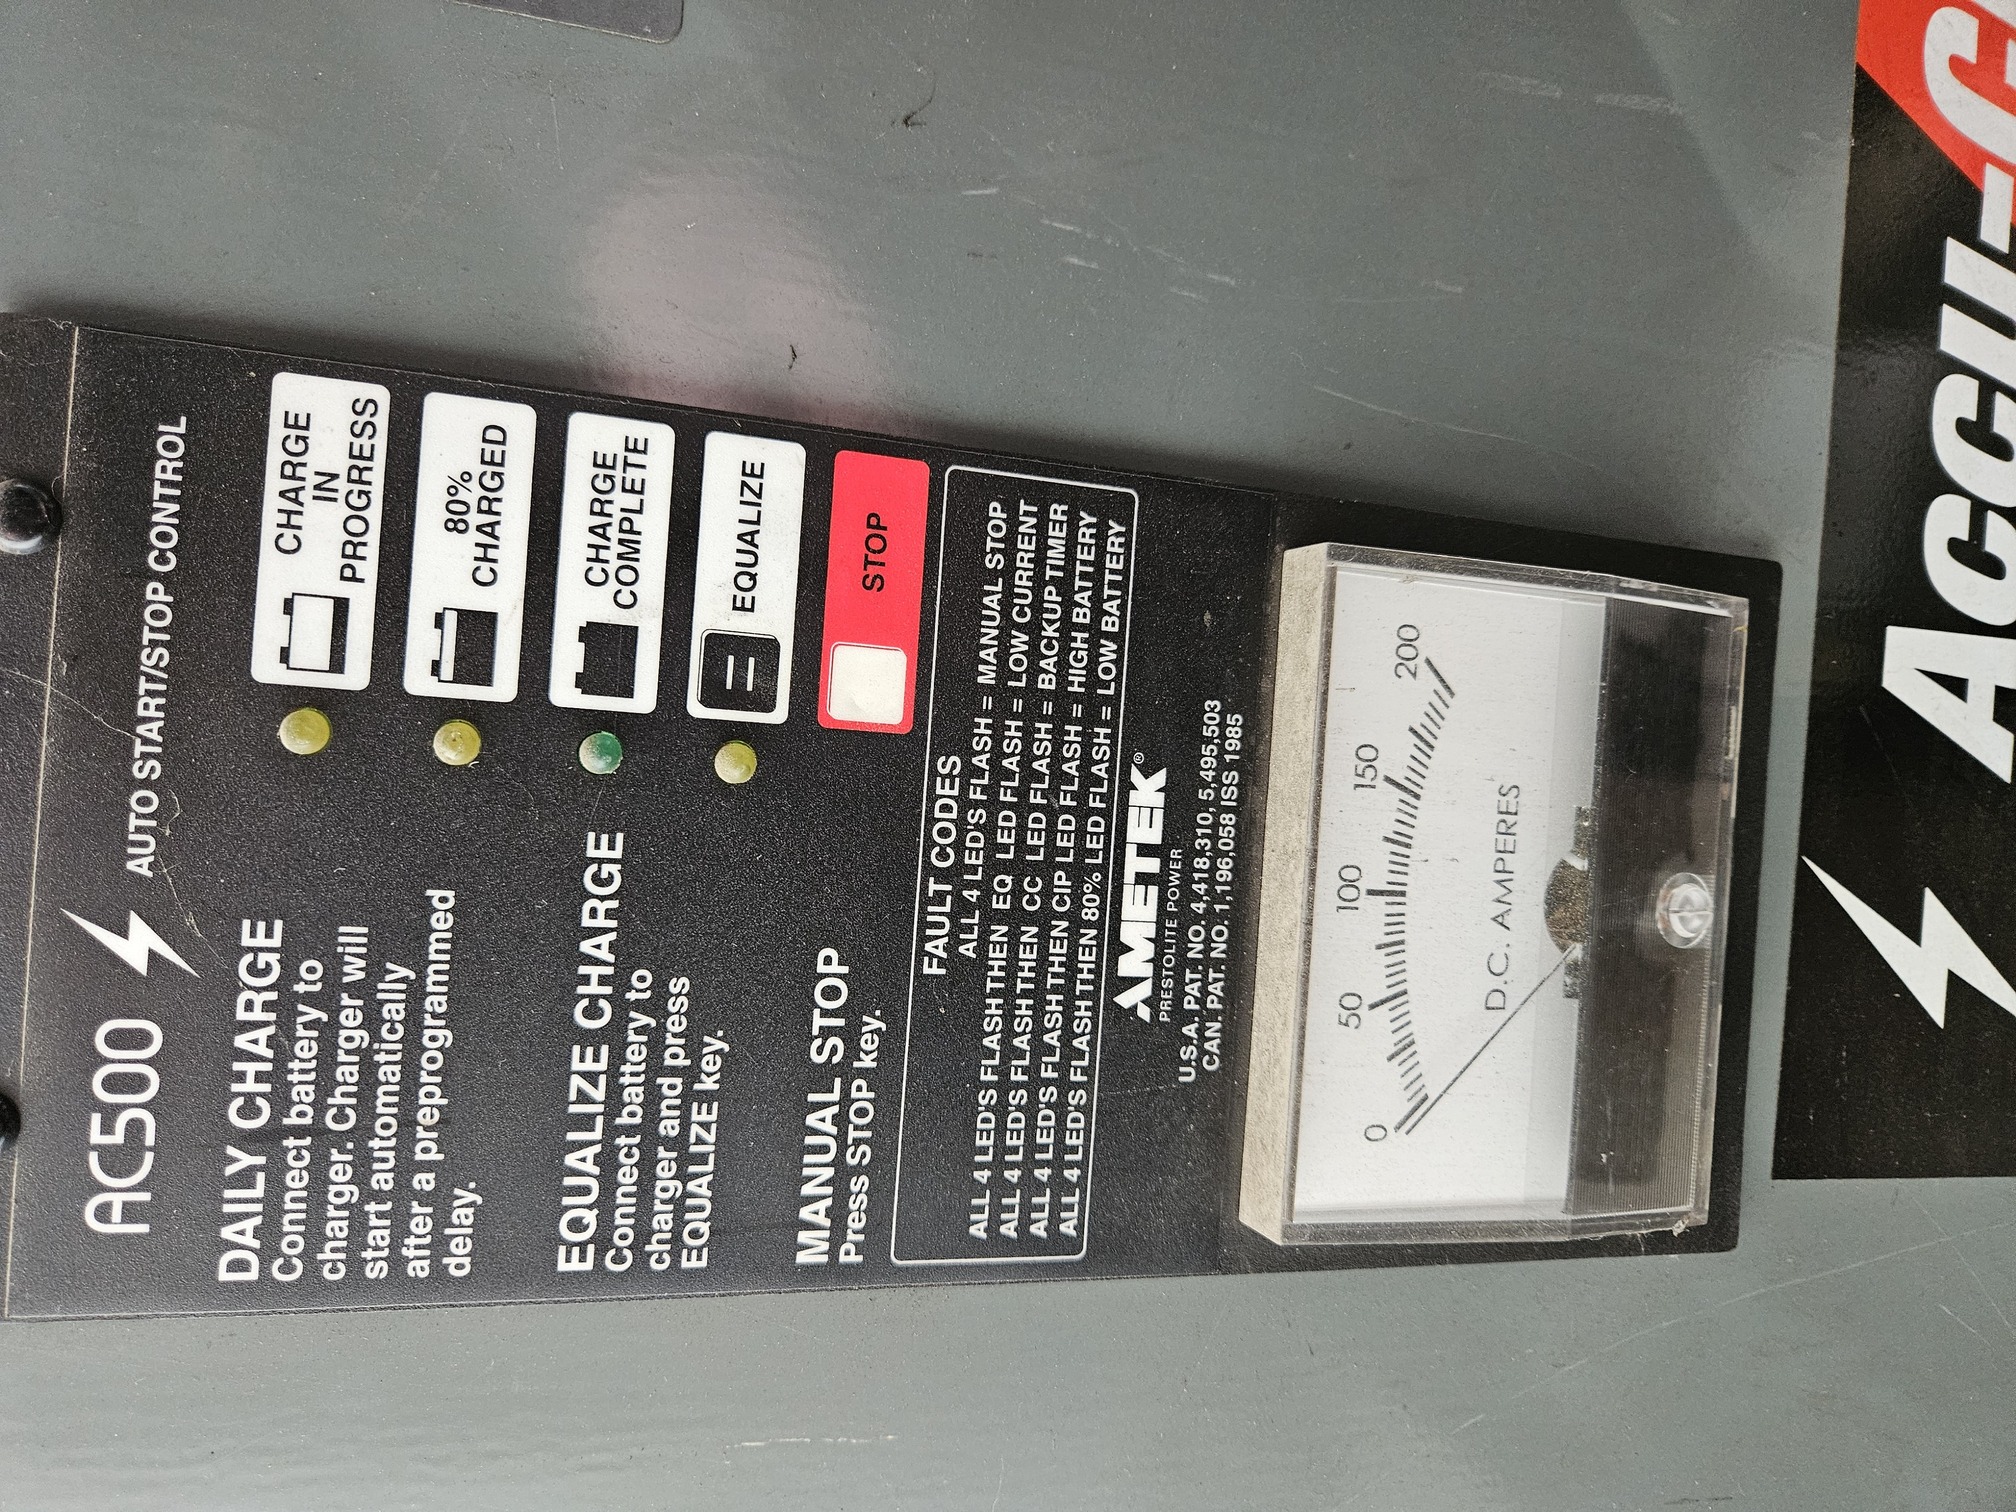 AC500
AUTO START/STOP CONTROL
DAILY CHARGE
Connect battery to
charger. Charger will
start automatically
after a preprogrammed
delay.
CHARGE
IN
PROGRESS
80%
CHARGED
EQUALIZE CHARGE
Connect battery to
charger and press
EQUALIZE key.
CHARGE
COMPLETE
=
EQUALIZE
MANUAL STOP
Press STOP key.
STOP
FAULT CODES
ALL 4 LED'S FLASH = MANUAL STOP
ALL 4 LED'S FLASH THEN EQ LED FLASH = LOW CURRENT
ALL 4 LED'S FLASH THEN CC LED FLASH = BACKUP TIMER
ALL 4 LED'S FLASH THEN CIP LED FLASH = HIGH BATTERY
ALL 4 LED'S FLASH THEN 80% LED FLASH = LOW BATTERY
AMETEK®
PRESTOLITE POWER
U.S.A. PAT. NO. 4,418,310, 5,495,503
CAN. PAT. NO. 1,196,058 ISS 1985
0 50 100 150 200
D.C. AMPERES
ACCU-